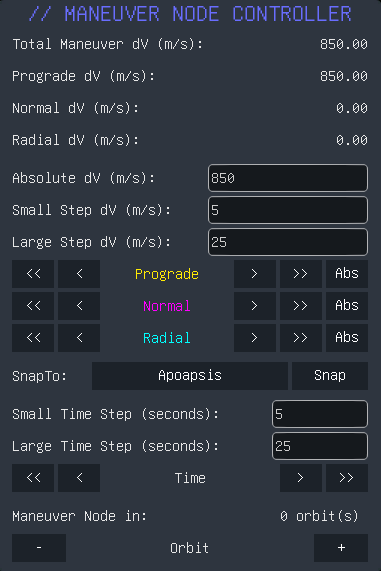 // MANEUVER NODE CONTROLLER
Total Maneuver dV (m/s): 850.00
Prograde dV (m/s): 850.00
Normal dV (m/s): 0.00
Radial dV (m/s): 0.00
Absolute dV (m/s): 850
Small Step dV (m/s): 5
Large Step dV (m/s): 25
<< < Prograde > >> Abs
<< < Normal > >> Abs
<< < Radial > >> Abs
SnapTo: Apoapsis Snap
Small Time Step (seconds): 5
Large Time Step (seconds): 25
<< < Time > >>
Maneuver Node in: 0 orbit(s)
- Orbit +